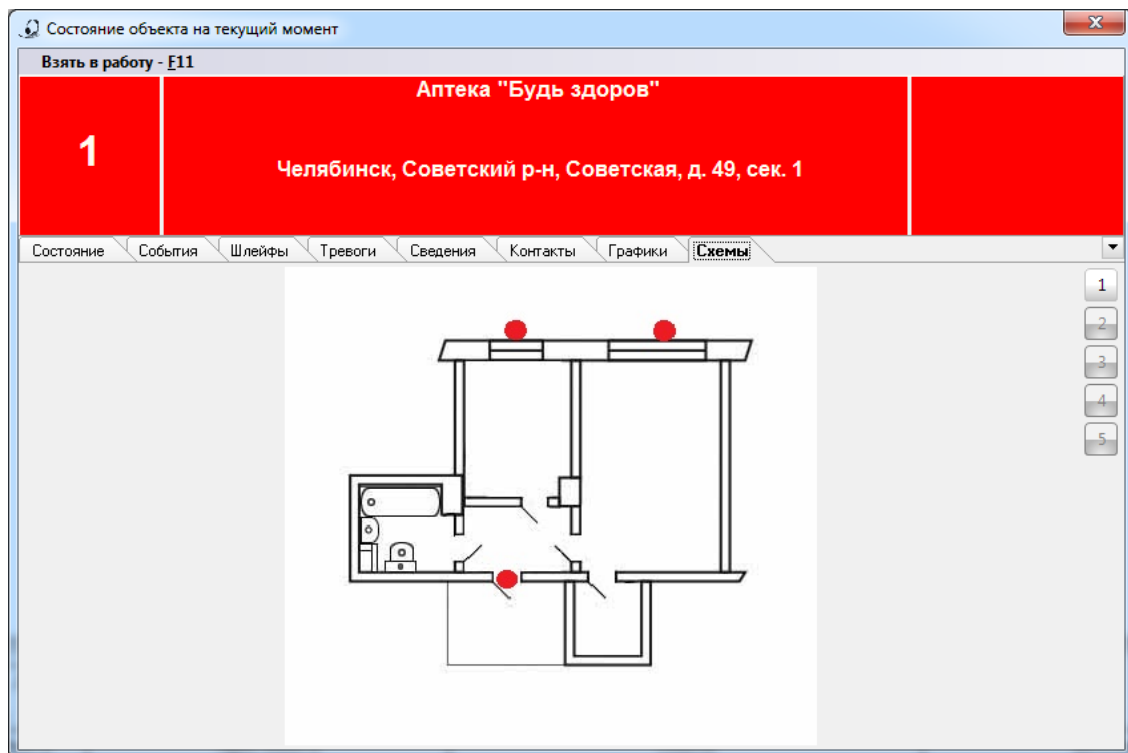 Состояние объекта на текущий момент
Взять в работу - F11
1
Аптека "Будь здоров"
Челябинск, Советский р-н, Советская, д. 49, сек. 1
Состояние События Шлейфы Тревоги Сведения Контакты Графики Схемы
1
2
3
4
5